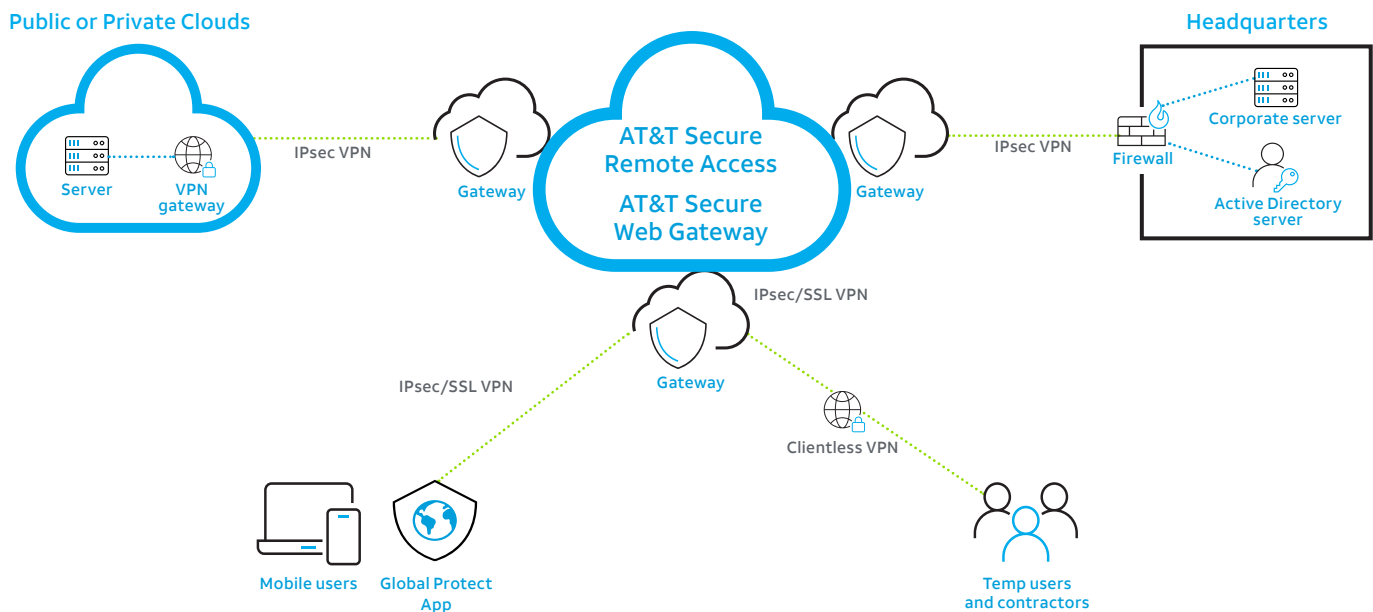 Public or Private Clouds
Headquarters
AT&T Secure
Remote Access
AT&T Secure
Web Gateway
Server
VPN
gateway
IPsec VPN
Gateway
Gateway
IPsec VPN
Firewall
Corporate server
Active Directory
server
IPsec/SSL VPN
Gateway
IPsec/SSL VPN
Clientless VPN
Mobile users
Global Protect
App
Temp users
and contractors